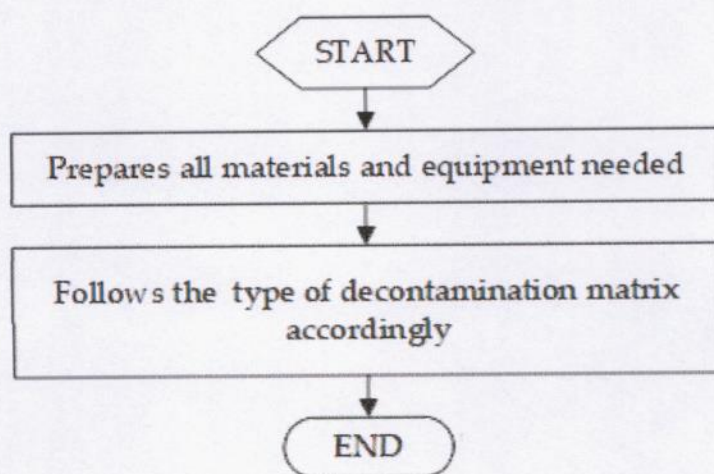 START
Prepares all materials and equipment needed
Follows the type of decontamination matrix
accordingly
END